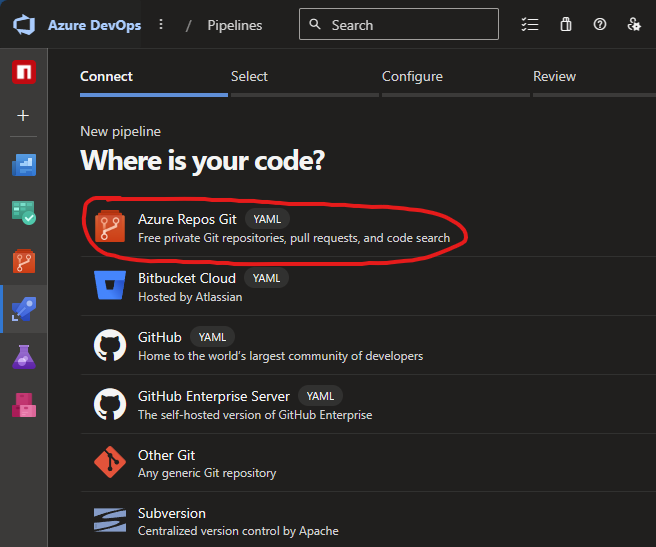 Azure DevOps / Pipelines Search
Connect Select Configure Review
New pipeline
Where is your code?
Azure Repos Git YAML
Free private Git repositories, pull requests, and code search
Bitbucket Cloud YAML
Hosted by Atlassian
GitHub YAML
Home to the world's largest community of developers
GitHub Enterprise Server YAML
The self-hosted version of GitHub Enterprise
Other Git
Any generic Git repository
Subversion
Centralized version control by Apache